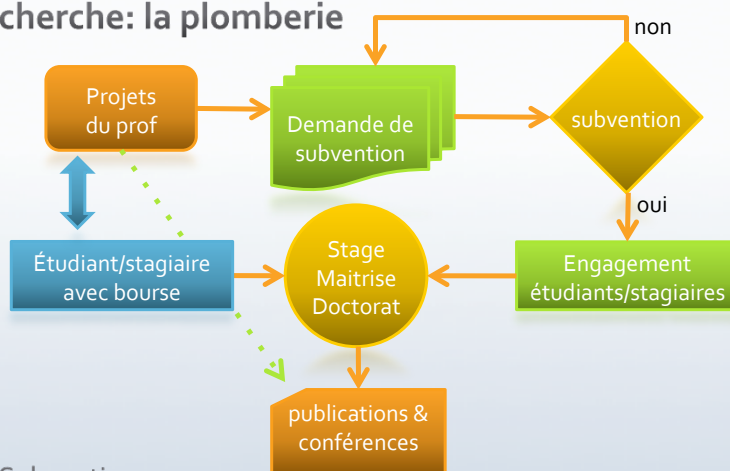 cherche: la plomberie
non
Projets
du prof
Demande de
subvention
subvention
oui
Étudiant/stagiaire
avec bourse
Stage
Maitrise
Doctorat
Engagement
étudiants/stagiaires
publications &
conférences